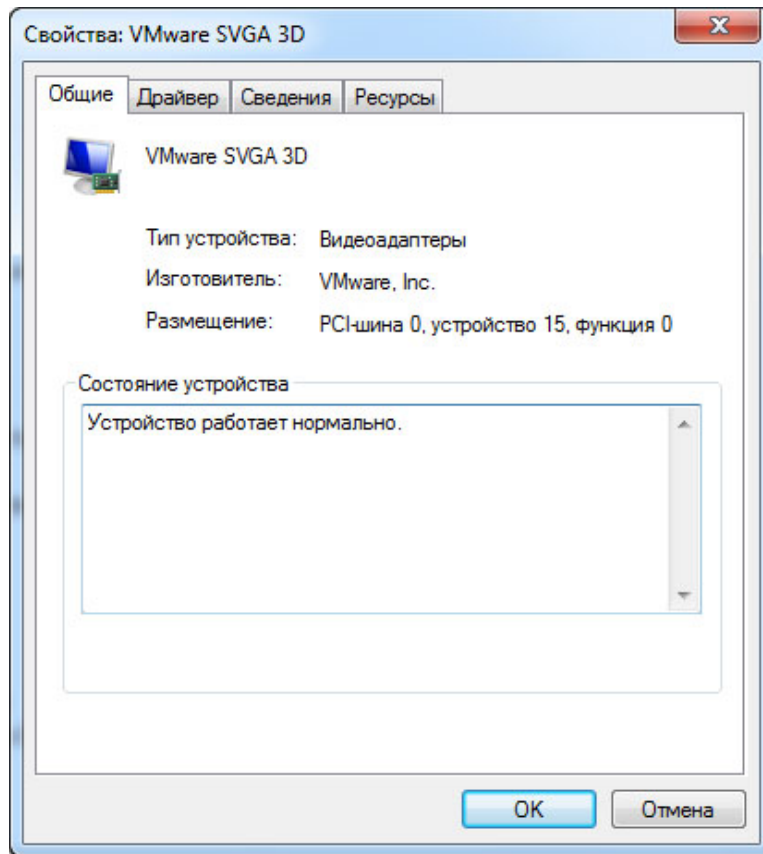 Свойства: VMware SVGA 3D
Общие Драйвер Сведения Ресурсы
VMware SVGA 3D
Тип устройства: Видеоадаптеры
Изготовитель: VMware, Inc.
Размещение: PCI-шина 0, устройство 15, функция 0
Состояние устройства
Устройство работает нормально.
OK Отмена